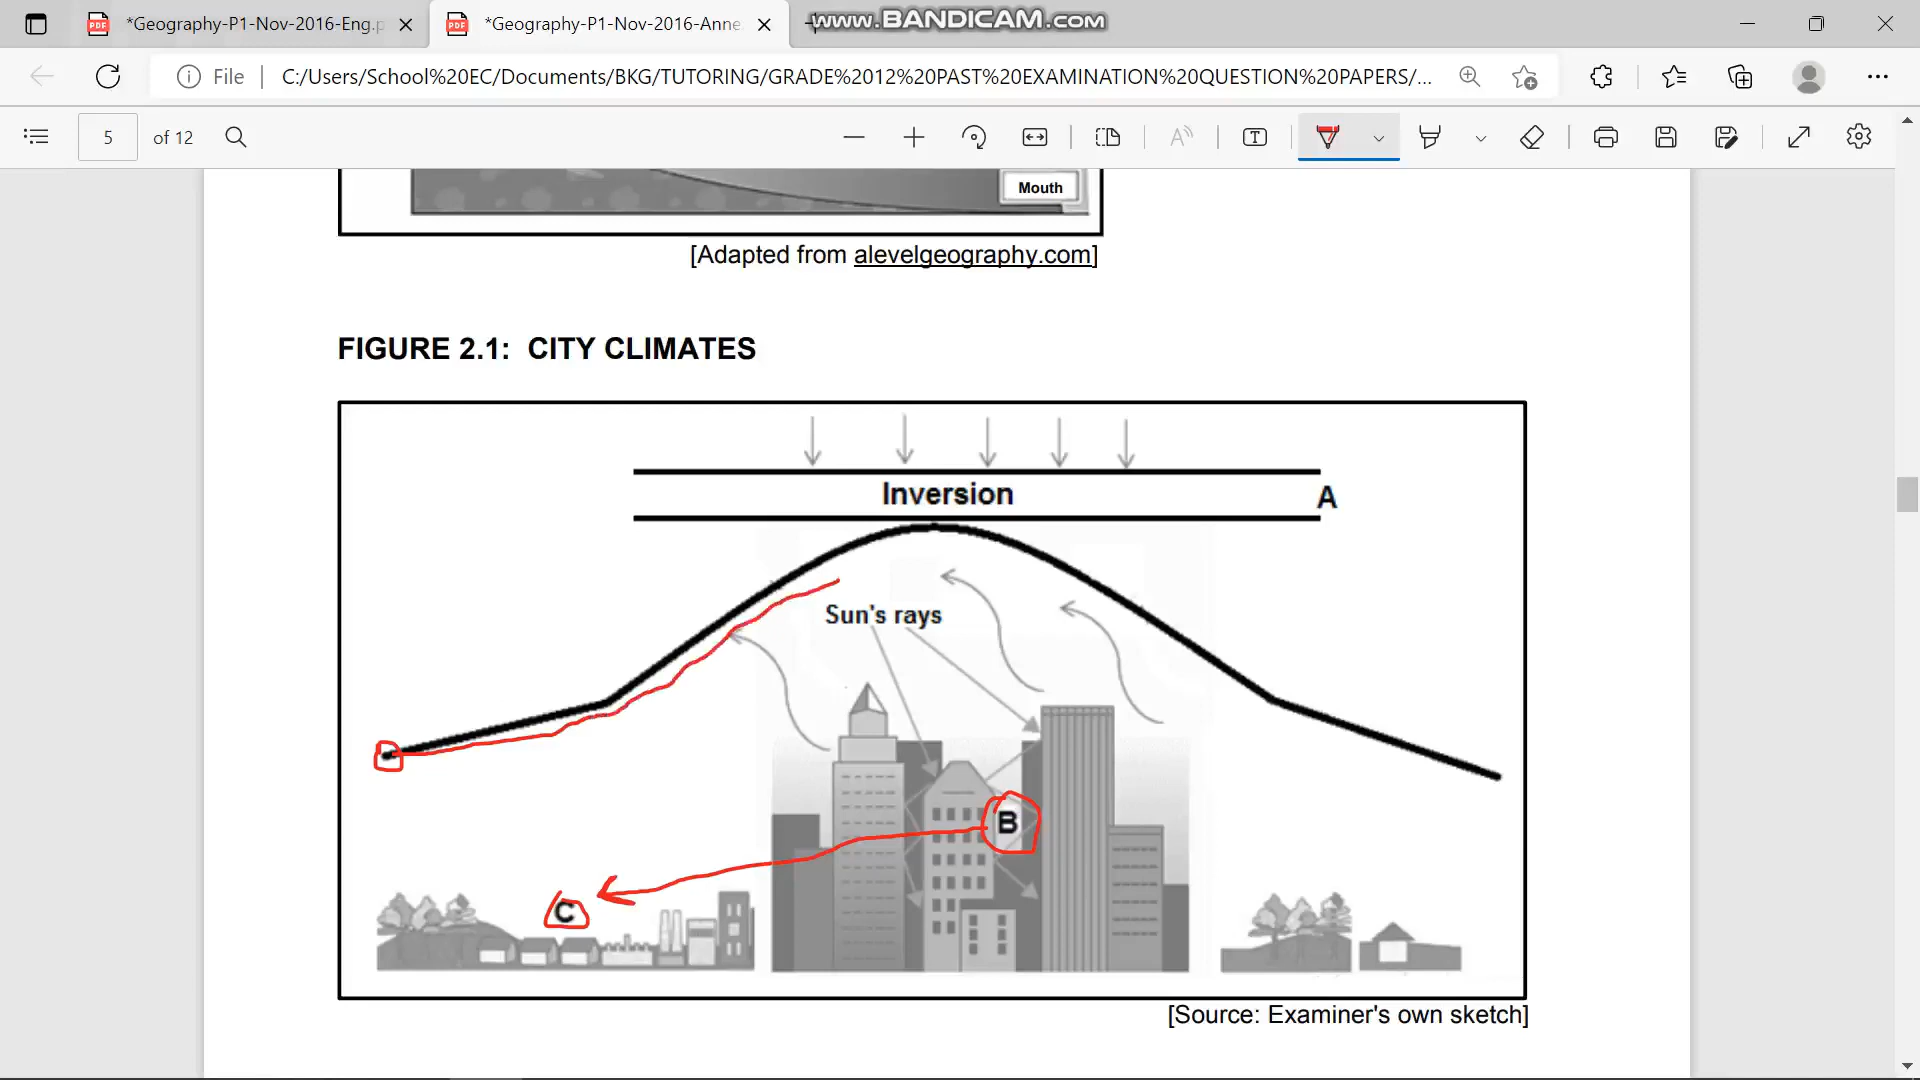 *Geography-P1-Nov-2016-Eng.p
*Geography-P1-Nov-2016-Anne
www.BANDICAM.com
File
C:/Users/School%20EC/Documents/BKG/TUTORING/GRADE%2012%20PAST%20EXAMINATION%20QUESTION%20PAPERS/...
5 of 12
Mouth
[Adapted from alevelgeography.com]
FIGURE 2.1: CITY CLIMATES
Inversion
A
Sun's rays
B
C
[Source: Examiner's own sketch]